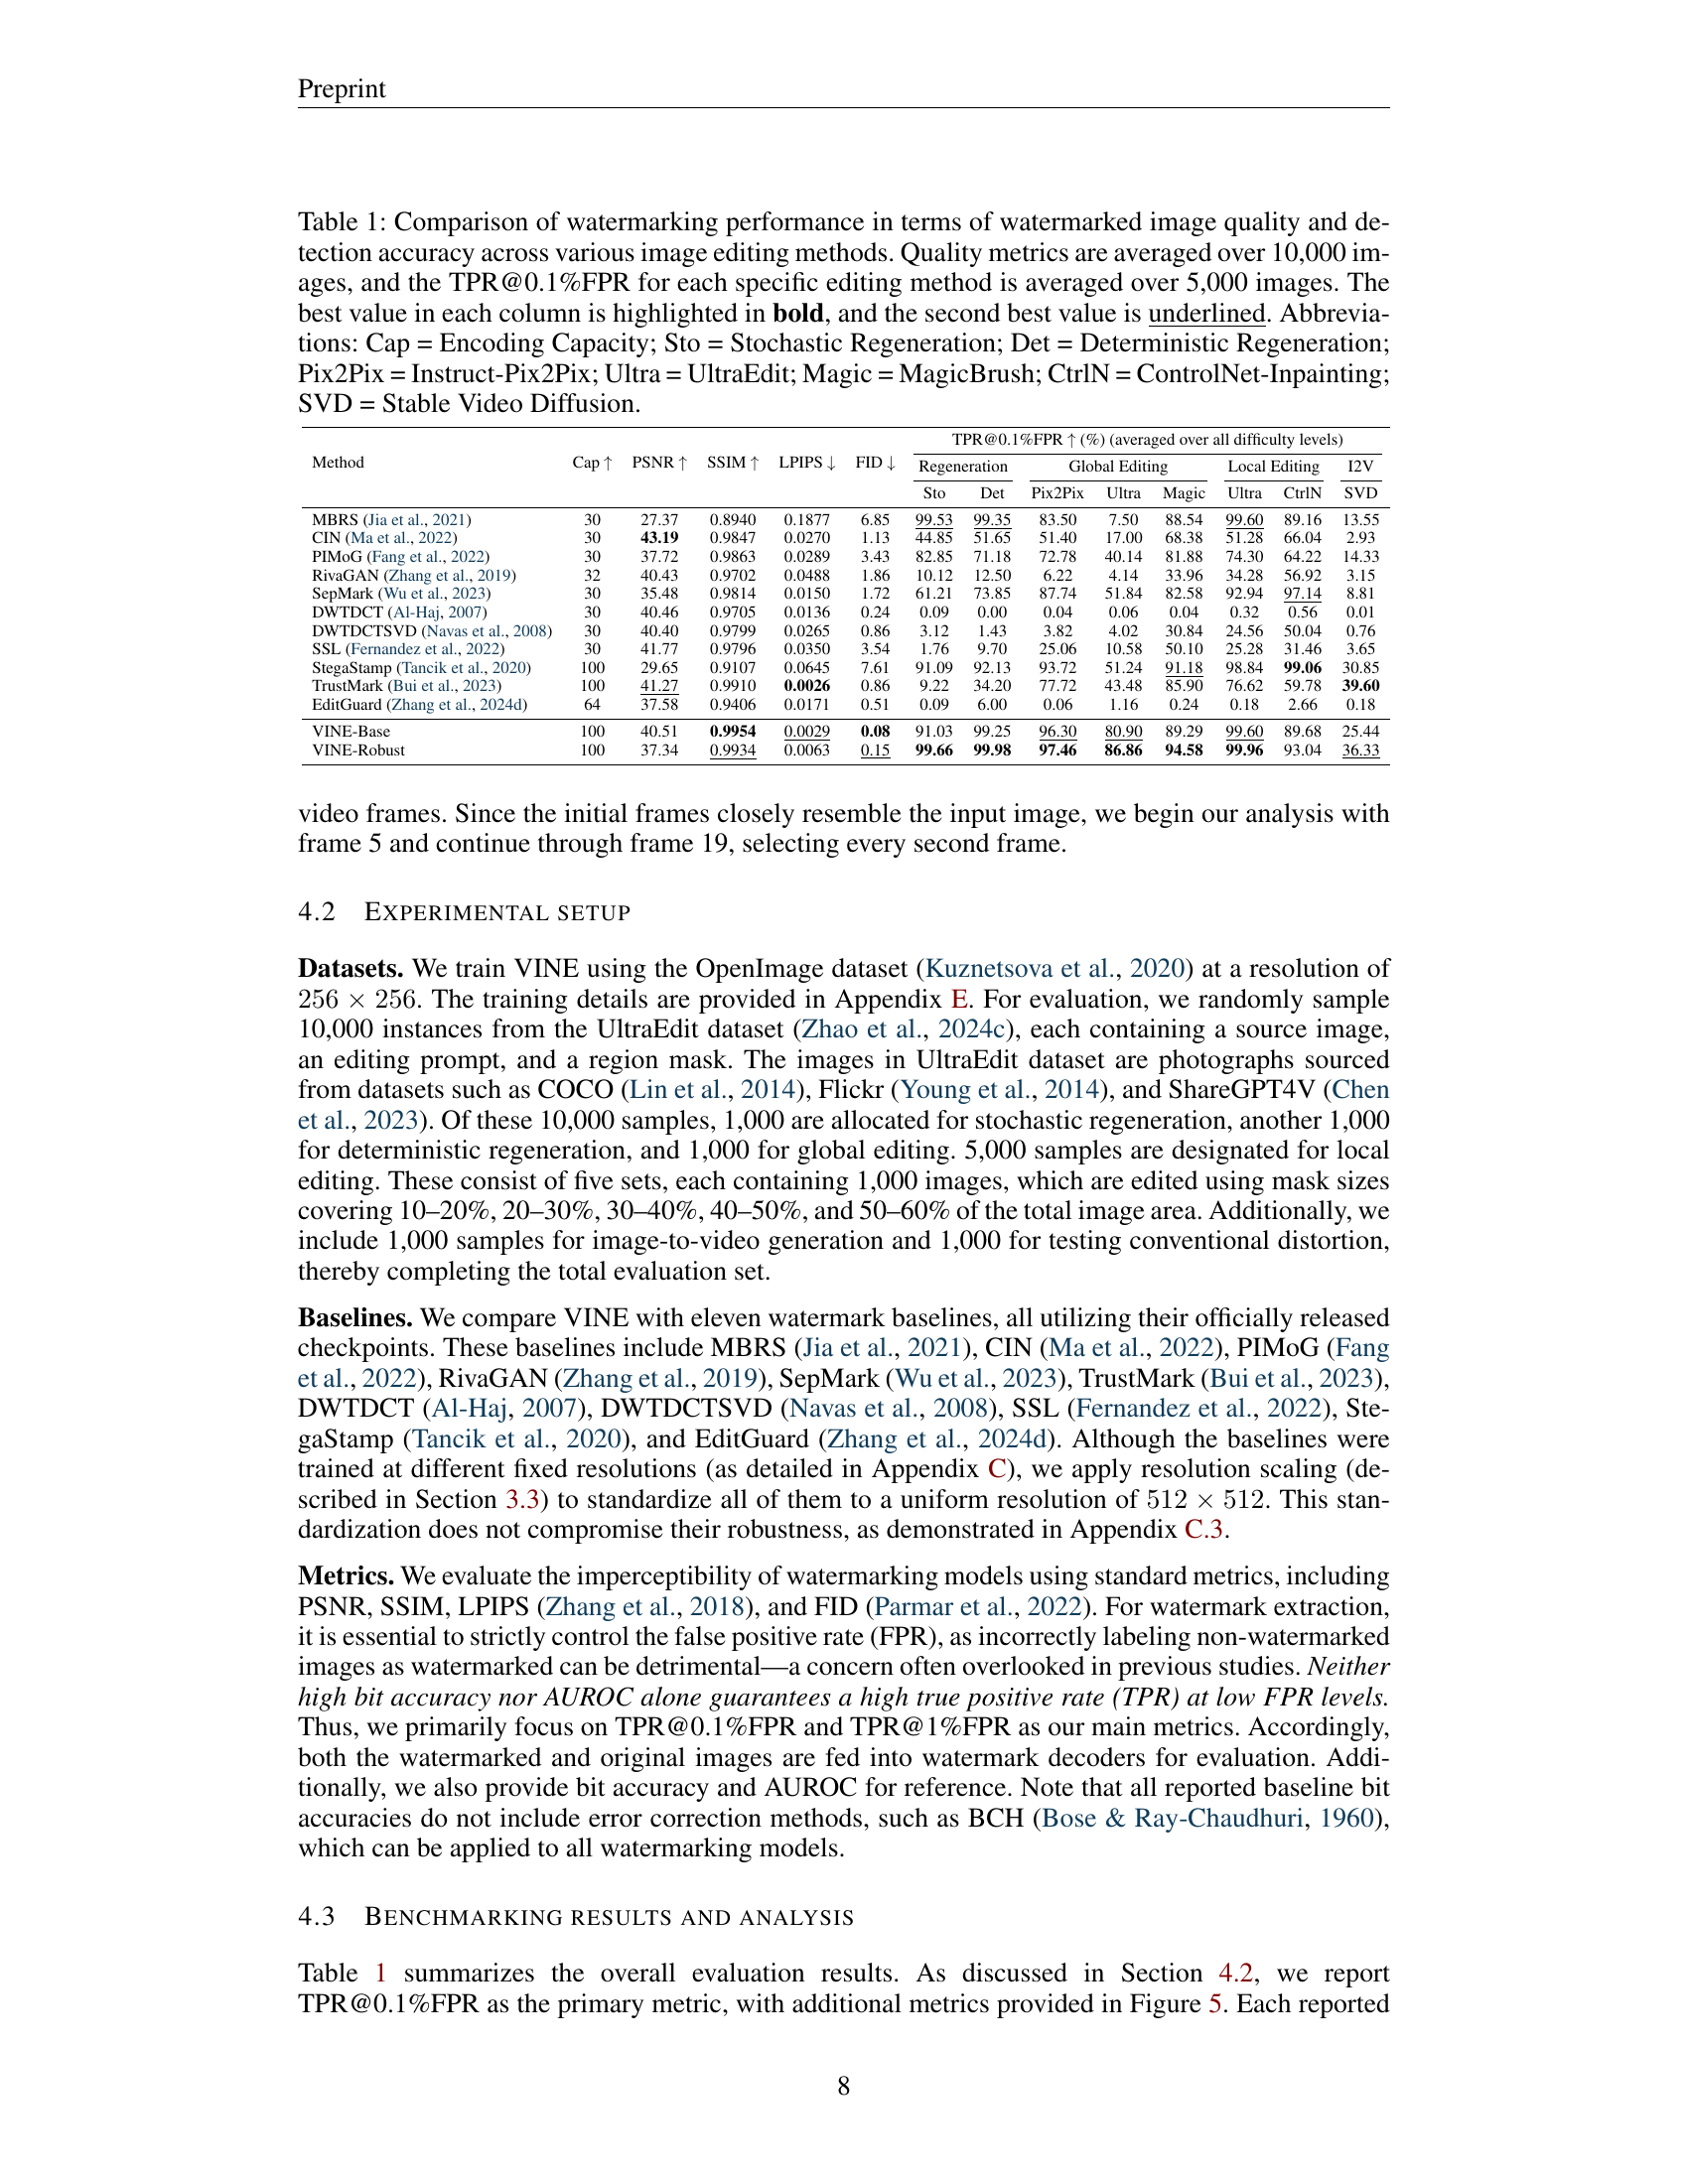 Preprint
Table 1: Comparison of watermarking performance in terms of watermarked image quality and de-
tection accuracy across various image editing methods. Quality metrics are averaged over 10,000 im-
ages, and the TPR@0.1%FPR for each specific editing method is averaged over 5,000 images. The
best value in each column is highlighted in bold, and the second best value is underlined. Abbrevia-
tions: Cap = Encoding Capacity; Sto = Stochastic Regeneration; Det = Deterministic Regeneration;
Pix2Pix = Instruct-Pix2Pix; Ultra = UltraEdit; Magic = MagicBrush; CtrlN = ControlNet-Inpainting;
SVD = Stable Video Diffusion.
TPR@0.1%FPR ↑ (%) (averaged over all difficulty levels)
Method Cap ↑ PSNR ↑ SSIM ↑ LPIPS ↓ FID ↓ Regeneration Global Editing Local Editing I2V
Sto Det Pix2Pix Ultra Magic Ultra CtrlN SVD
MBRS (Jia et al., 2021) 30 27.37 0.8940 0.1877 6.85 99.53 99.35 83.50 7.50 88.54 99.60 89.16 13.55
CIN (Ma et al., 2022) 30 43.19 0.9847 0.0270 1.13 44.85 51.65 51.40 17.00 68.38 51.28 66.04 2.93
PIMoG (Fang et al., 2022) 30 37.72 0.9863 0.0289 3.43 82.85 71.18 72.78 40.14 81.88 74.30 64.22 14.33
RivaGAN (Zhang et al., 2019) 32 40.43 0.9702 0.0488 1.86 10.12 12.50 6.22 4.14 33.96 34.28 56.92 3.15
SepMark (Wu et al., 2023) 30 35.48 0.9814 0.0150 1.72 61.21 73.85 87.74 51.84 82.58 92.94 97.14 8.81
DWTDCT (Al-Haj, 2007) 30 40.46 0.9705 0.0136 0.24 0.09 0.00 0.04 0.06 0.04 0.32 0.56 0.01
DWTDCTSVD (Navas et al., 2008) 30 40.40 0.9799 0.0265 0.86 3.12 1.43 3.82 4.02 30.84 24.56 50.04 0.76
SSL (Fernandez et al., 2022) 30 41.77 0.9796 0.0350 3.54 1.76 9.70 25.06 10.58 50.10 25.28 31.46 3.65
StegaStamp (Tancik et al., 2020) 100 29.65 0.9107 0.0645 7.61 91.09 92.13 93.72 51.24 91.18 98.84 99.06 30.85
TrustMark (Bui et al., 2023) 100 41.27 0.9910 0.0026 0.86 9.22 34.20 77.72 43.48 85.90 76.62 59.78 39.60
EditGuard (Zhang et al., 2024d) 64 37.58 0.9406 0.0171 0.51 0.09 6.00 0.06 1.16 0.24 0.18 2.66 0.18
VINE-Base 100 40.51 0.9954 0.0029 0.08 91.03 99.25 96.30 80.90 89.29 99.60 89.68 25.44
VINE-Robust 100 37.34 0.9934 0.0063 0.15 99.66 99.98 97.46 86.86 94.58 99.96 93.04 36.33
video frames. Since the initial frames closely resemble the input image, we begin our analysis with
frame 5 and continue through frame 19, selecting every second frame.
4.2 EXPERIMENTAL SETUP
Datasets. We train VINE using the OpenImage dataset (Kuznetsova et al., 2020) at a resolution of
256 × 256. The training details are provided in Appendix E. For evaluation, we randomly sample
10,000 instances from the UltraEdit dataset (Zhao et al., 2024c), each containing a source image,
an editing prompt, and a region mask. The images in UltraEdit dataset are photographs sourced
from datasets such as COCO (Lin et al., 2014), Flickr (Young et al., 2014), and ShareGPT4V (Chen
et al., 2023). Of these 10,000 samples, 1,000 are allocated for stochastic regeneration, another 1,000
for deterministic regeneration, and 1,000 for global editing. 5,000 samples are designated for local
editing. These consist of five sets, each containing 1,000 images, which are edited using mask sizes
covering 10–20%, 20–30%, 30–40%, 40–50%, and 50–60% of the total image area. Additionally, we
include 1,000 samples for image-to-video generation and 1,000 for testing conventional distortion,
thereby completing the total evaluation set.
Baselines. We compare VINE with eleven watermark baselines, all utilizing their officially released
checkpoints. These baselines include MBRS (Jia et al., 2021), CIN (Ma et al., 2022), PIMoG (Fang
et al., 2022), RivaGAN (Zhang et al., 2019), SepMark (Wu et al., 2023), TrustMark (Bui et al., 2023),
DWTDCT (Al-Haj, 2007), DWTDCTSVD (Navas et al., 2008), SSL (Fernandez et al., 2022), Ste-
gaStamp (Tancik et al., 2020), and EditGuard (Zhang et al., 2024d). Although the baselines were
trained at different fixed resolutions (as detailed in Appendix C), we apply resolution scaling (de-
scribed in Section 3.3) to standardize all of them to a uniform resolution of 512 × 512. This stan-
dardization does not compromise their robustness, as demonstrated in Appendix C.3.
Metrics. We evaluate the imperceptibility of watermarking models using standard metrics, including
PSNR, SSIM, LPIPS (Zhang et al., 2018), and FID (Parmar et al., 2022). For watermark extraction,
it is essential to strictly control the false positive rate (FPR), as incorrectly labeling non-watermarked
images as watermarked can be detrimental—a concern often overlooked in previous studies. Neither
high bit accuracy nor AUROC alone guarantees a high true positive rate (TPR) at low FPR levels.
Thus, we primarily focus on TPR@0.1%FPR and TPR@1%FPR as our main metrics. Accordingly,
both the watermarked and original images are fed into watermark decoders for evaluation. Addi-
tionally, we also provide bit accuracy and AUROC for reference. Note that all reported baseline bit
accuracies do not include error correction methods, such as BCH (Bose & Ray-Chaudhuri, 1960),
which can be applied to all watermarking models.
4.3 BENCHMARKING RESULTS AND ANALYSIS
Table 1 summarizes the overall evaluation results. As discussed in Section 4.2, we report
TPR@0.1%FPR as the primary metric, with additional metrics provided in Figure 5. Each reported
8